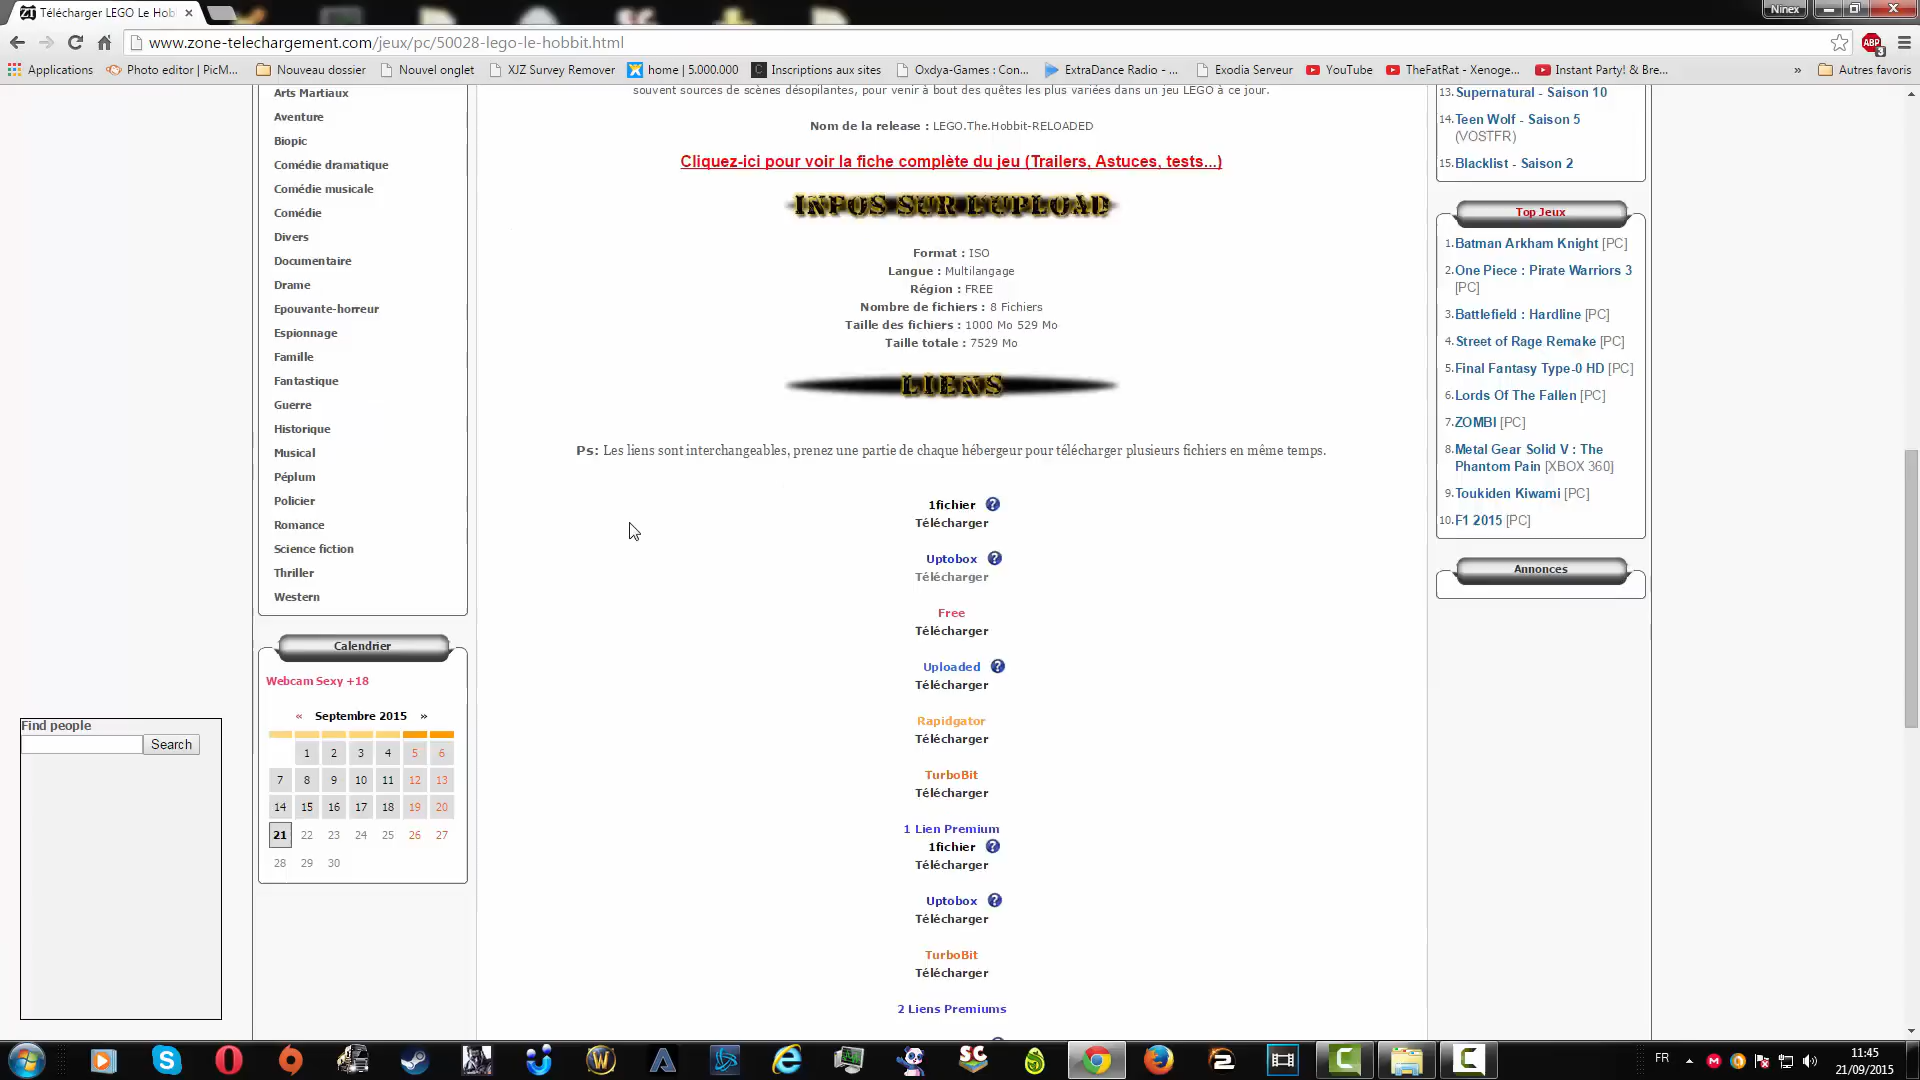 Télécharger LEGO Le Hobl
Ninex
www.zone-telechargement.com/jeux/pc/50028-lego-le-hobbit.html
Applications
Photo editor | PicM...
Nouveau dossier
Nouvel onglet
XJZ Survey Remover
home | 5.000.000
Inscriptions aux sites
Oxdya-Games : Con...
ExtraDance Radio - ...
Exodia Serveur
YouTube
TheFatRat - Xenoge...
Instant Party! & Bre...
»
Autres favoris
Arts Martiaux
Aventure
Biopic
Comédie dramatique
Comédie musicale
Comédie
Divers
Documentaire
Drame
Epouvante-horreur
Espionnage
Famille
Fantastique
Guerre
Historique
Musical
Péplum
Policier
Romance
Science fiction
Thriller
Western
Calendrier
Webcam Sexy +18
« Septembre 2015 »
1 2 3 4 5 6
7 8 9 10 11 12 13
14 15 16 17 18 19 20
21 22 23 24 25 26 27
28 29 30
Find people
Search
souvent sources de scènes désopilantes, pour venir à bout des quêtes les plus variées dans un jeu LEGO à ce jour.
Nom de la release : LEGO.The.Hobbit-RELOADED
Cliquez-ici pour voir la fiche complète du jeu (Trailers, Astuces, tests...)
INFOS SUR L'UPLOAD
Format : ISO
Langue : Multilangage
Région : FREE
Nombre de fichiers : 8 Fichiers
Taille des fichiers : 1000 Mo 529 Mo
Taille totale : 7529 Mo
LIENS
Ps: Les liens sont interchangeables, prenez une partie de chaque hébergeur pour télécharger plusieurs fichiers en même temps.
1fichier ?
Télécharger
Uptobox ?
Télécharger
Free
Télécharger
Uploaded ?
Télécharger
Rapidgator
Télécharger
TurboBit
Télécharger
1 Lien Premium
1fichier ?
Télécharger
Uptobox ?
Télécharger
TurboBit
Télécharger
2 Liens Premiums
13. Supernatural - Saison 10
14. Teen Wolf - Saison 5
(VOSTFR)
15. Blacklist - Saison 2
Top Jeux
1. Batman Arkham Knight [PC]
2. One Piece : Pirate Warriors 3
[PC]
3. Battlefield : Hardline [PC]
4. Street of Rage Remake [PC]
5. Final Fantasy Type-0 HD [PC]
6. Lords Of The Fallen [PC]
7. ZOMBI [PC]
8. Metal Gear Solid V : The
Phantom Pain [XBOX 360]
9. Toukiden Kiwami [PC]
10. F1 2015 [PC]
Annonces
FR
11:45
21/09/2015